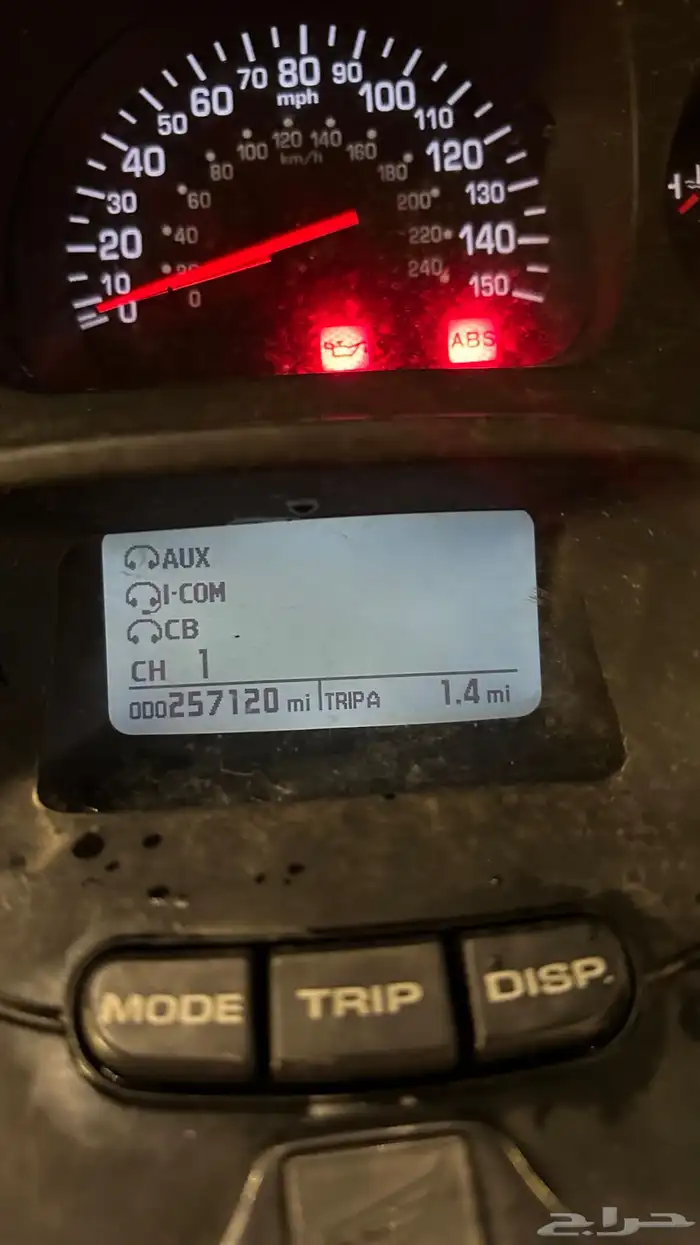 80
70 90
60 mph 100
50 110
120 140
100 km/h 160
40 80 180 120
30 60 200 130
20 40 220 140
10 20 240 150
0 0
ABS
AUX
I-COM
CB
CH 1
ODO257120 mi TRIPA 1.4 mi
MODE TRIP DISP.
حراج